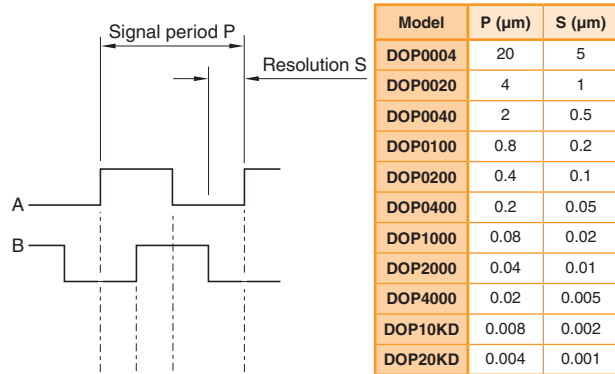 Signal period P
Resolution S
A
B
Model P (µm) S (µm)
DOP0004 20 5
DOP0020 4 1
DOP0040 2 0.5
DOP0100 0.8 0.2
DOP0200 0.4 0.1
DOP0400 0.2 0.05
DOP1000 0.08 0.02
DOP2000 0.04 0.01
DOP4000 0.02 0.005
DOP10KD 0.008 0.002
DOP20KD 0.004 0.001